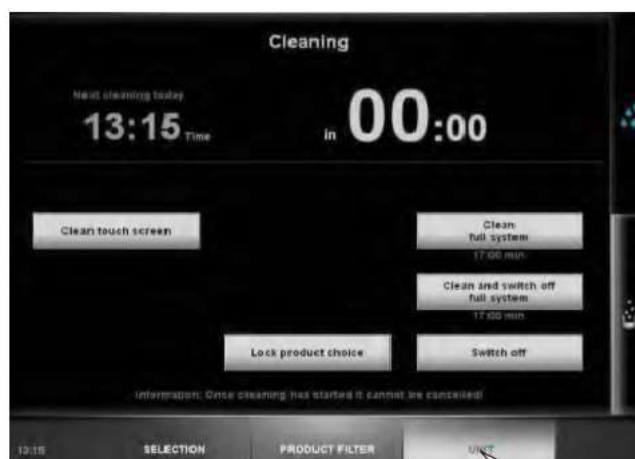 Cleaning
Next cleaning today
13:15 Time
in 00:00
Clean touch screen
Clean
full system
17:00 min
Clean and switch off
full system
17:00 min
Lock product choice
Switch off
Information: Once cleaning has started it cannot be cancelled!
13:15
SELECTION
PRODUCT FILTER
UNIT